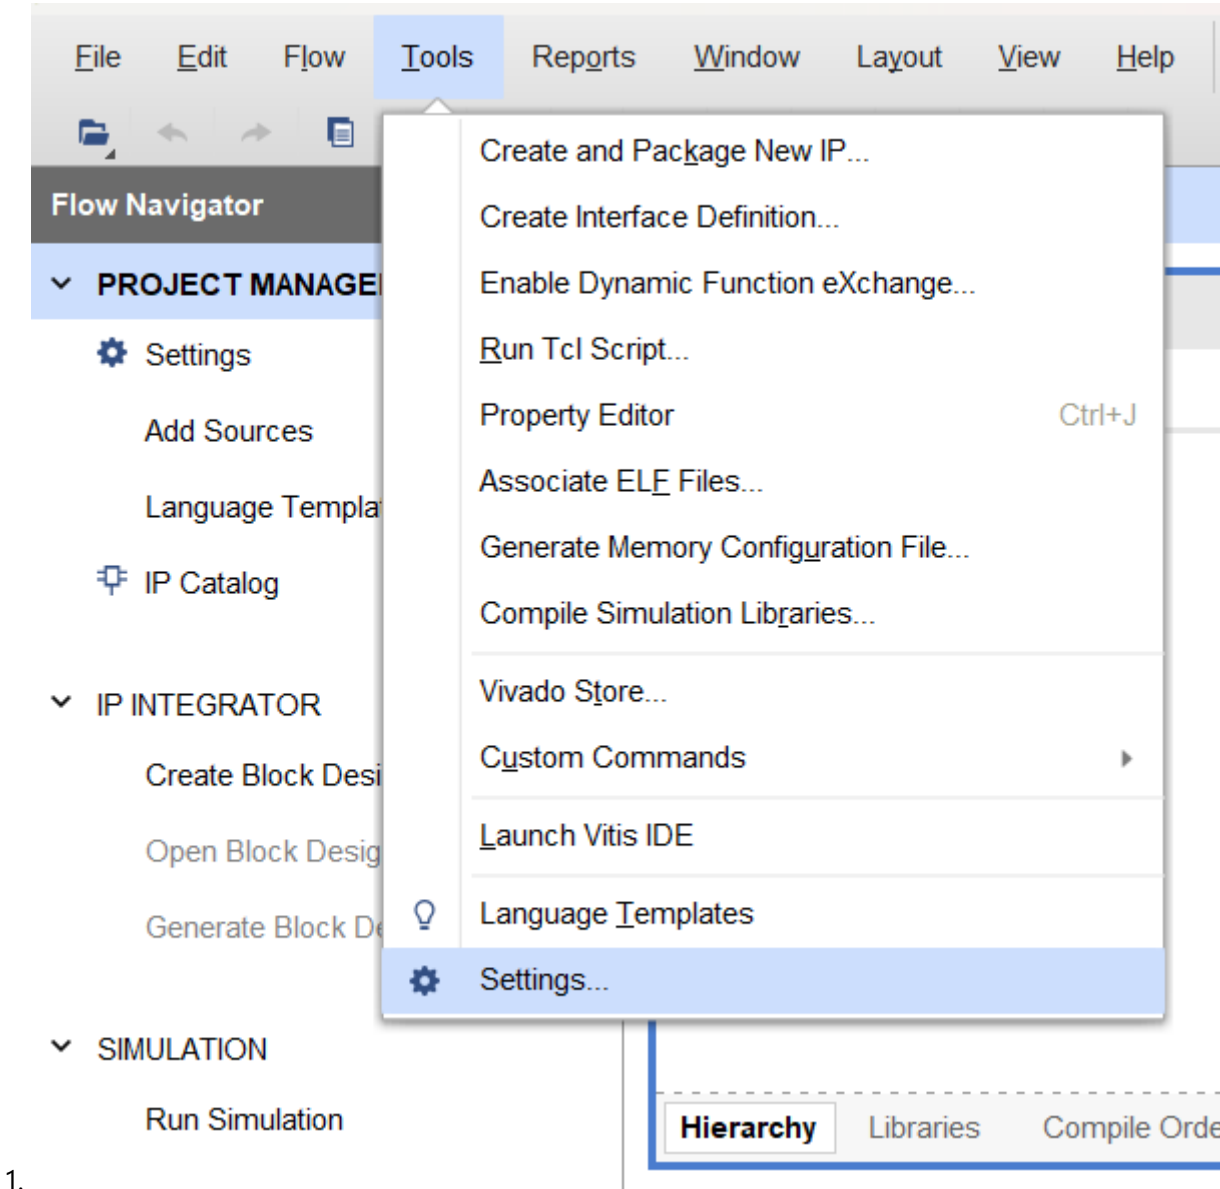 File Edit Flow Tools Reports Window Layout View Help
Flow Navigator
PROJECT MANAGE
Settings
Add Sources
Language Templa
IP Catalog
IP INTEGRATOR
Create Block Desi
Open Block Desig
Generate Block De
SIMULATION
Run Simulation
Create and Package New IP...
Create Interface Definition...
Enable Dynamic Function eXchange...
Run Tcl Script...
Property Editor Ctrl+J
Associate ELF Files...
Generate Memory Configuration File...
Compile Simulation Libraries...
Vivado Store...
Custom Commands
Launch Vitis IDE
Language Templates
Settings...
Hierarchy Libraries Compile Orde
1.